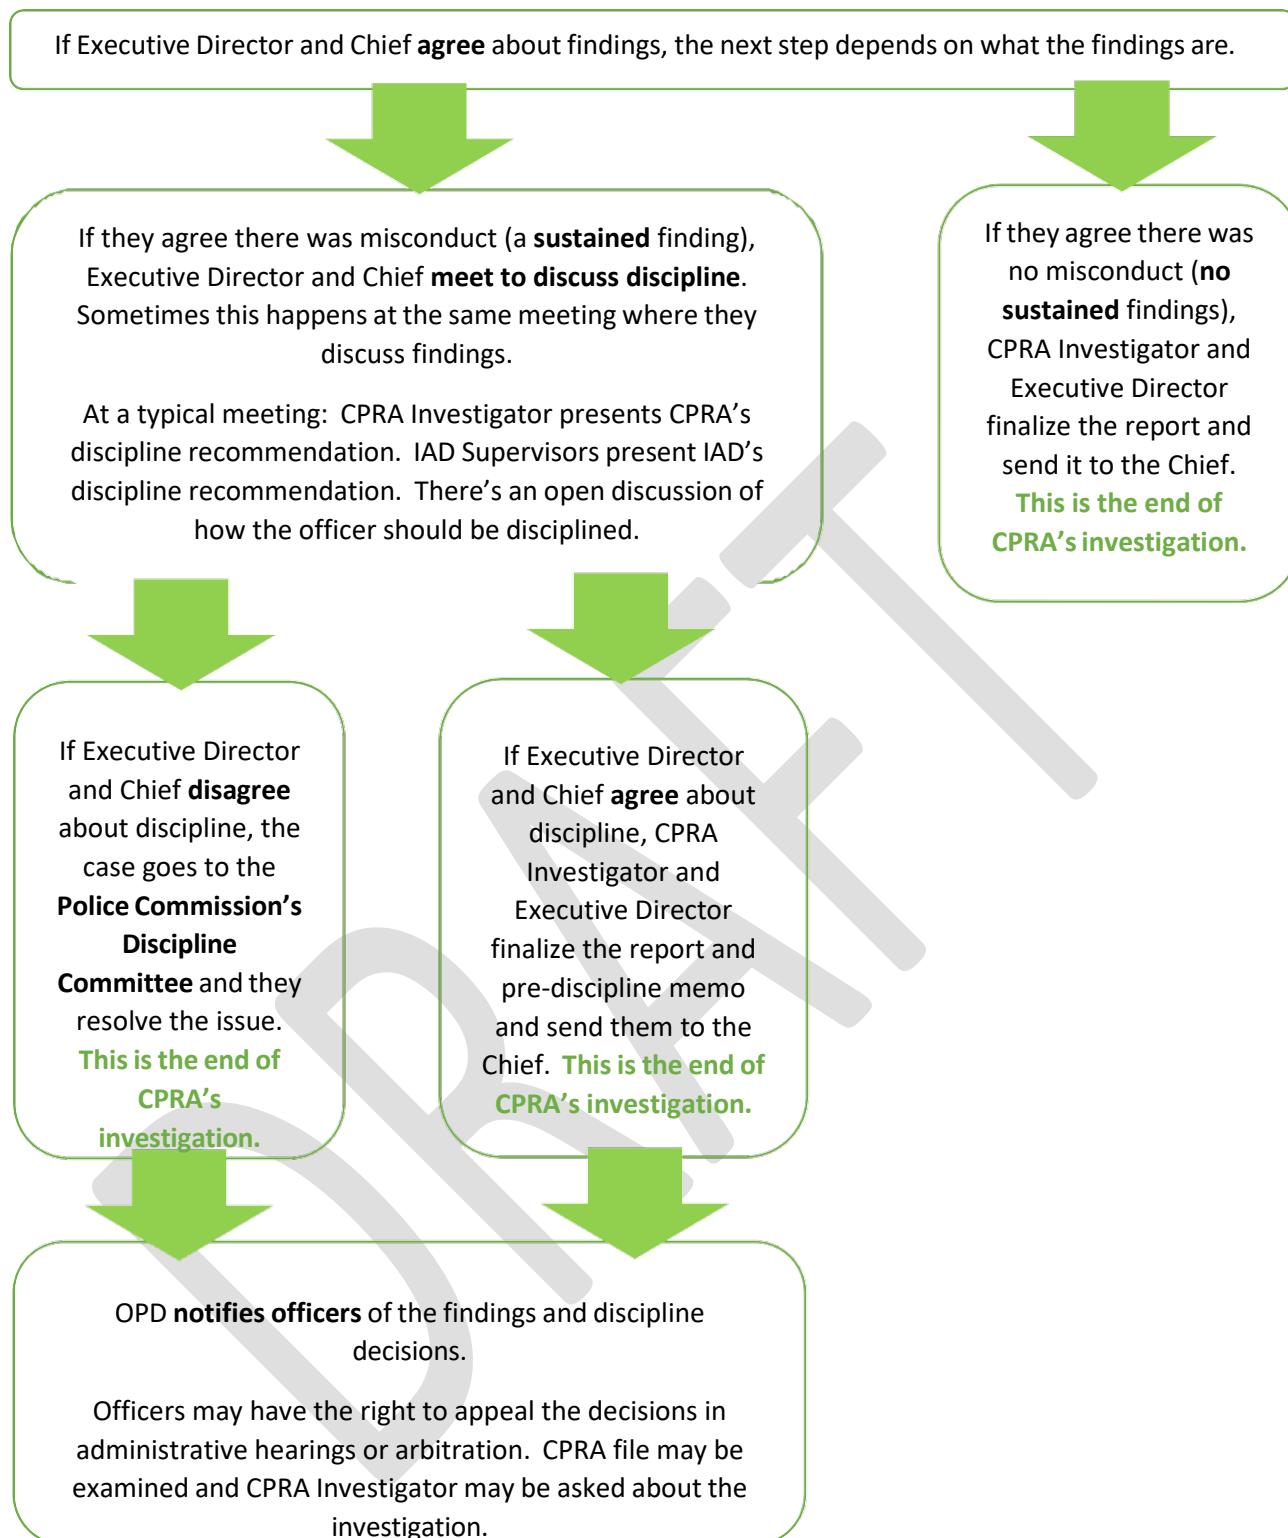 If Executive Director and Chief agree about findings, the next step depends on what the findings are.
If they agree there was misconduct (a sustained finding),
Executive Director and Chief meet to discuss discipline.
Sometimes this happens at the same meeting where they
discuss findings.
At a typical meeting:  CPRA Investigator presents CPRA’s
discipline recommendation.  IAD Supervisors present IAD’s
discipline recommendation.  There’s an open discussion of
how the officer should be disciplined.
If they agree there was
no misconduct (no
sustained findings),
CPRA Investigator and
Executive Director
finalize the report and
send it to the Chief.
This is the end of
CPRA’s investigation.
If Executive Director
and Chief disagree
about discipline, the
case goes to the
Police Commission’s
Discipline
Committee and they
resolve the issue.
This is the end of
CPRA’s
investigation.
If Executive Director
and Chief agree about
discipline, CPRA
Investigator and
Executive Director
finalize the report and
pre-discipline memo
and send them to the
Chief.  This is the end of
CPRA’s investigation.
OPD notifies officers of the findings and discipline
decisions.
Officers may have the right to appeal the decisions in
administrative hearings or arbitration.  CPRA file may be
examined and CPRA Investigator may be asked about the
investigation.
DRAFT